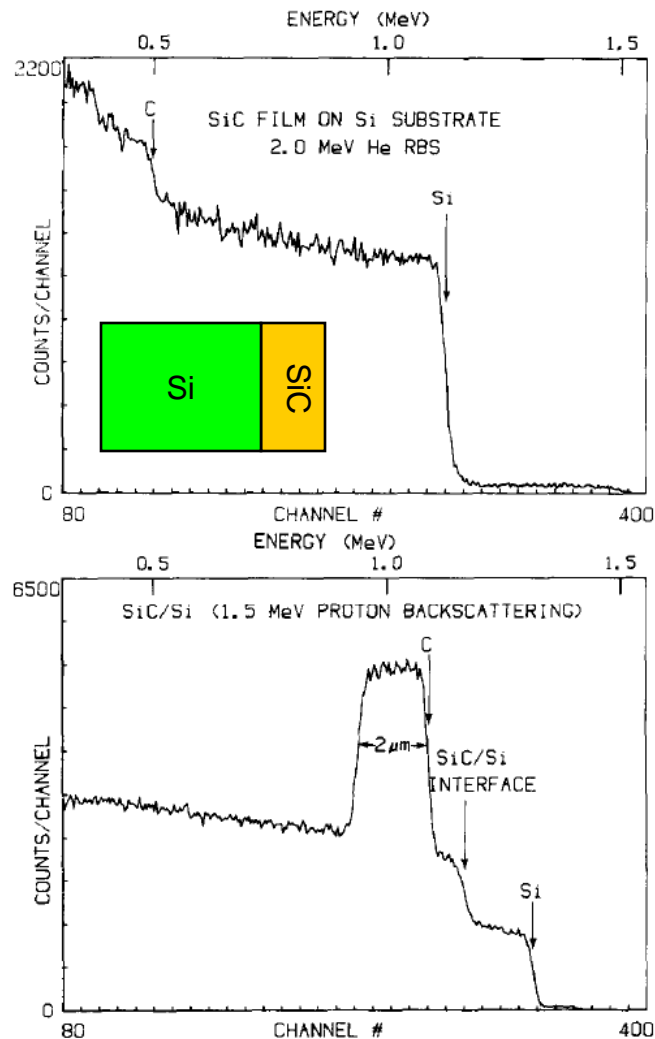 ENERGY (MeV)
0.5 1.0 1.5
2200
C
SiC FILM ON Si SUBSTRATE
2.0 MeV He RBS
Si
COUNTS/CHANNEL
Si
SiC
0
80 CHANNEL # 400
ENERGY (MeV)
0.5 1.0 1.5
6500
SiC/Si (1.5 MeV PROTON BACKSCATTERING)
C
2μm
SiC/Si
INTERFACE
Si
COUNTS/CHANNEL
0
80 CHANNEL # 400